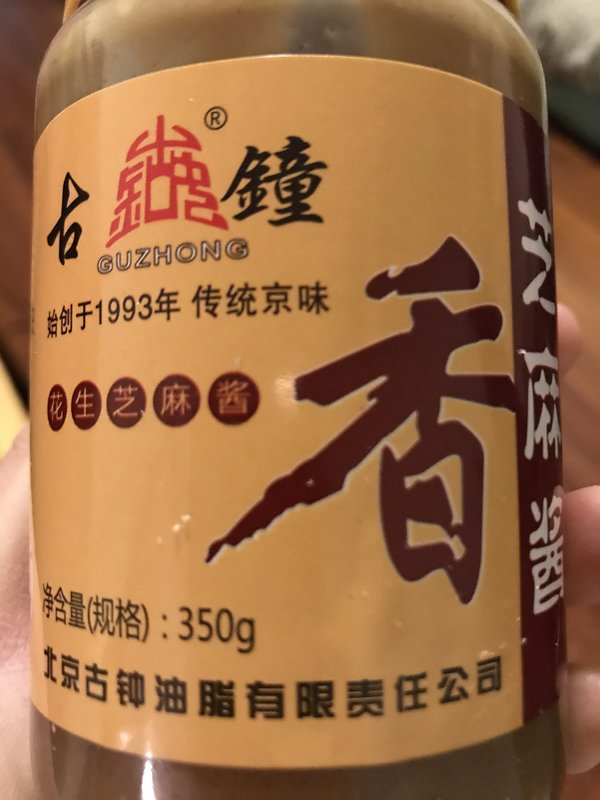 古鐘
®
GUZHONG
始创于1993年 传统京味
花生芝麻酱
香
芝麻酱
净含量(规格)：350g
北京古钟油脂有限责任公司